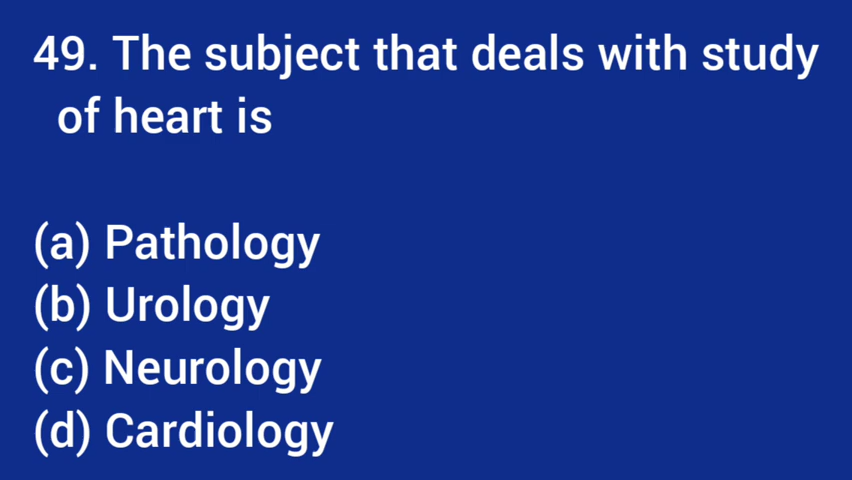 49. The subject that deals with study
of heart is
(a) Pathology
(b) Urology
(c) Neurology
(d) Cardiology